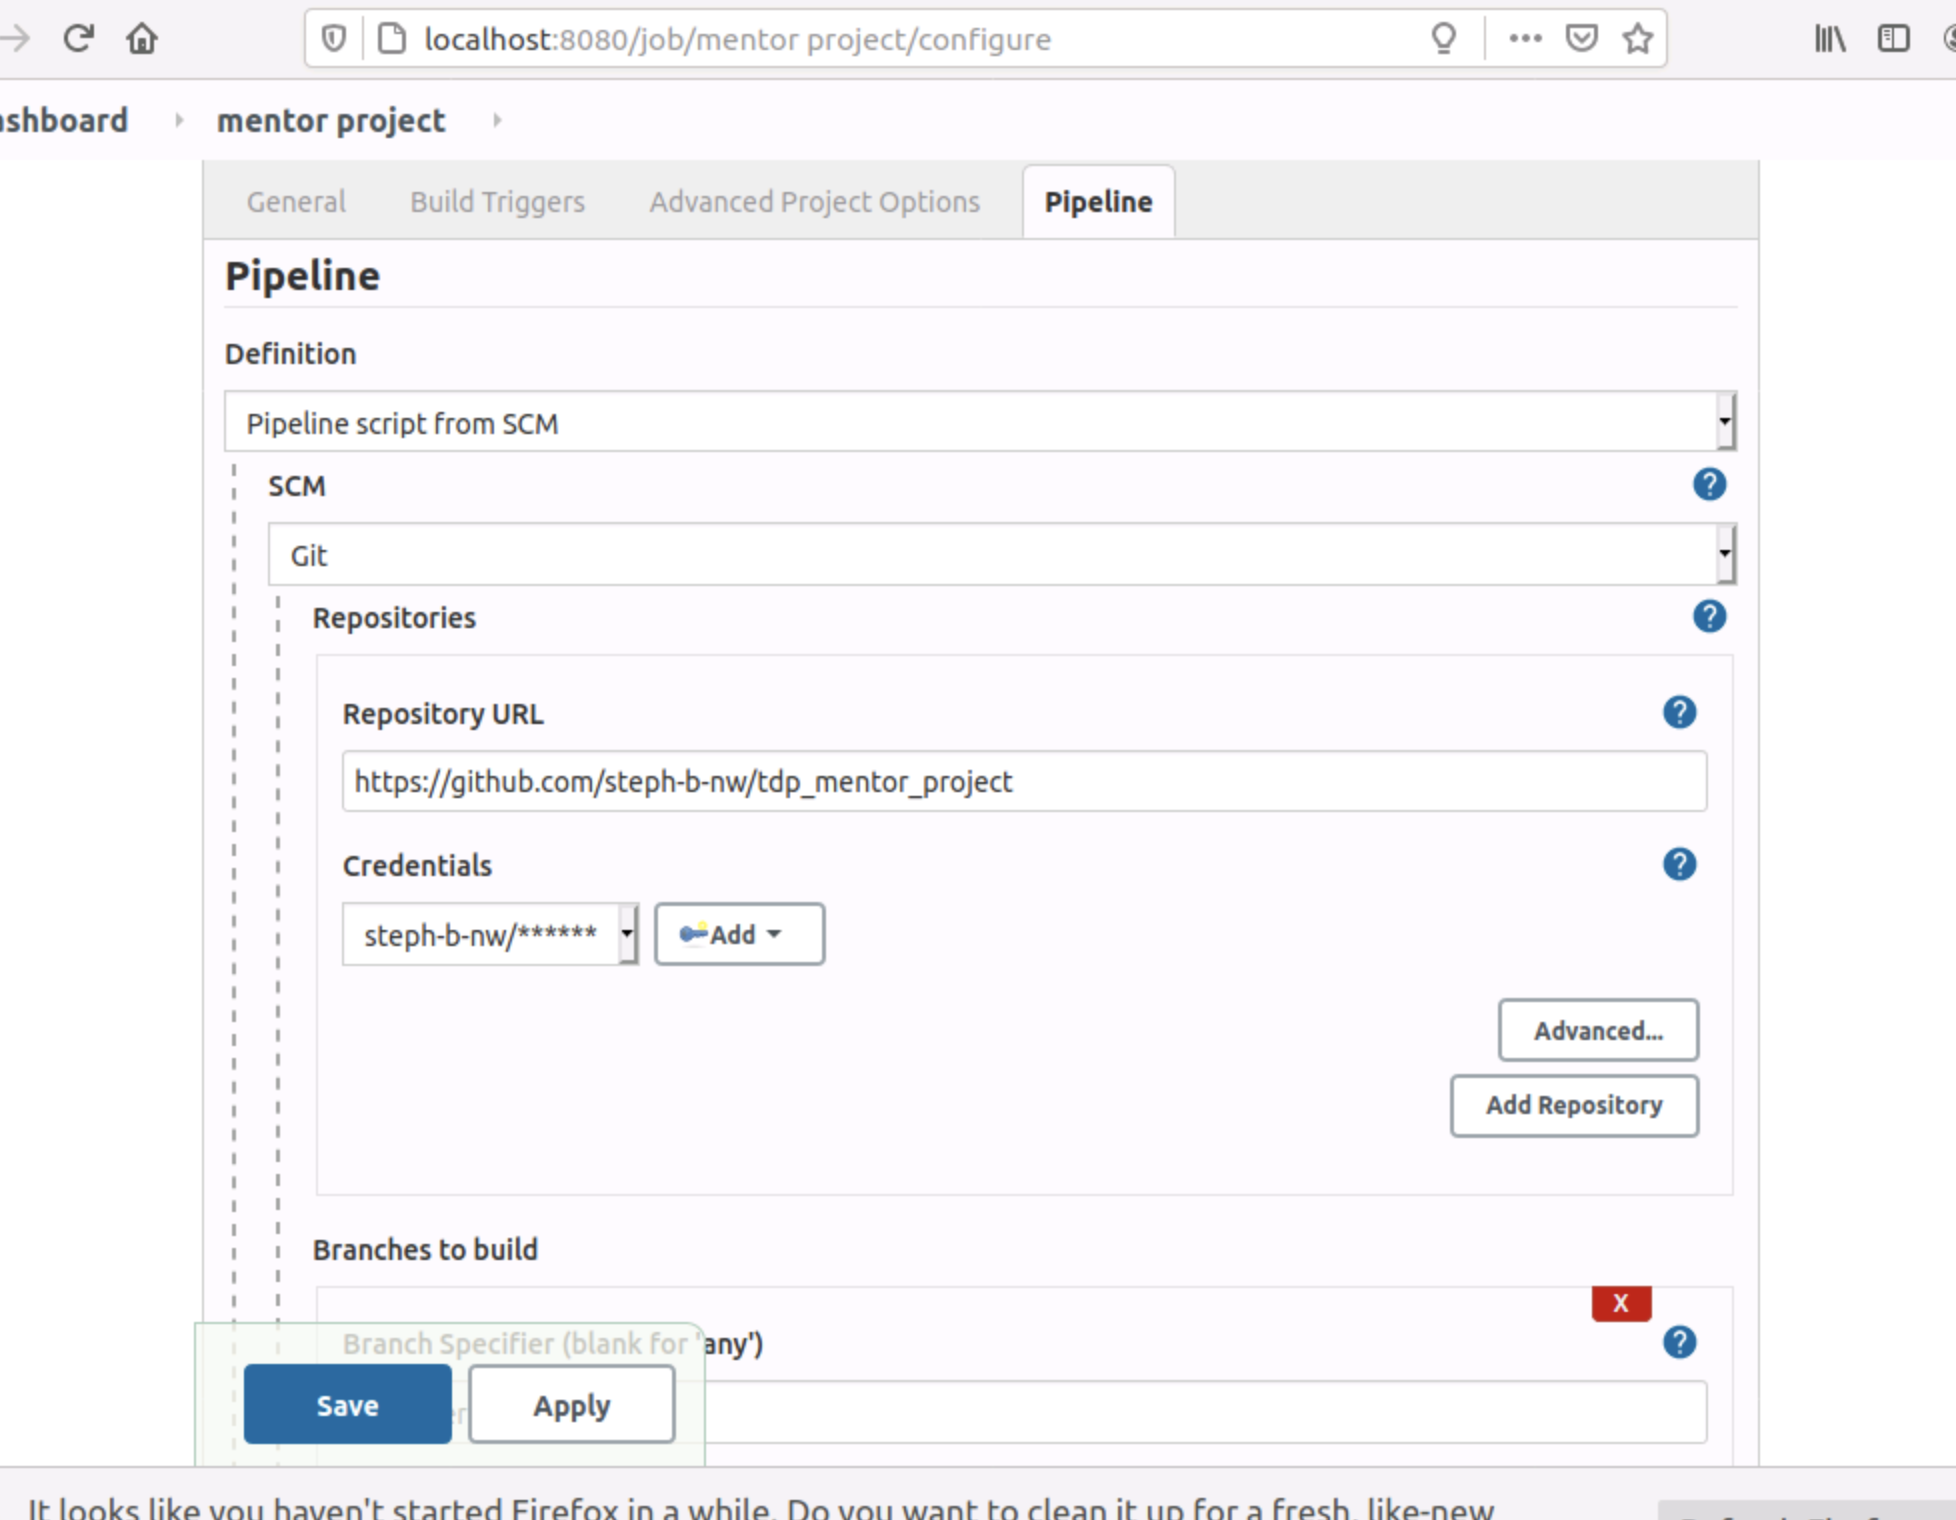 localhost:8080/job/mentor project/configure
ashboard mentor project
General Build Triggers Advanced Project Options Pipeline
Pipeline
Definition
Pipeline script from SCM
SCM
Git
Repositories
Repository URL
https://github.com/steph-b-nw/tdp_mentor_project
Credentials
steph-b-nw/****** Add
Advanced...
Add Repository
Branches to build
X
Branch Specifier (blank for 'any')
Save Apply
It looks like you haven't started Firefox in a while. Do you want to clean it up for a fresh, like-new